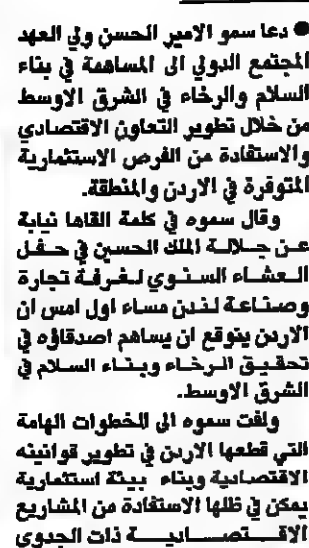 ● دعا سمو الامير الحسن ولي العهد
المجتمع الدولي الى المساهمة في بناء
السلام والرخاء في الشرق الاوسط
من خلال تطوير التعاون الاقتصادي
والاستفادة من الفرص الاستثمارية
المتوفرة في الاردن والمنطقة.
وقال سموه في كلمة القاها نيابة
عن جلالة الملك الحسين في حفل
العشاء السنوي لغرفة تجارة
وصناعة لندن مساء اول امس ان
الاردن يتوقع ان يساهم اصدقاؤه في
تحقيق الرخاء وبناء السلام في
الشرق الاوسط.
ولفت سموه الى الخطوات الهامة
التي قطعها الاردن في تطوير قوانينه
الاقتصادية وبناء بيئة استثمارية
يمكن في ظلها الاستفادة من المشاريع
الاقتصادية ذات الجدوى